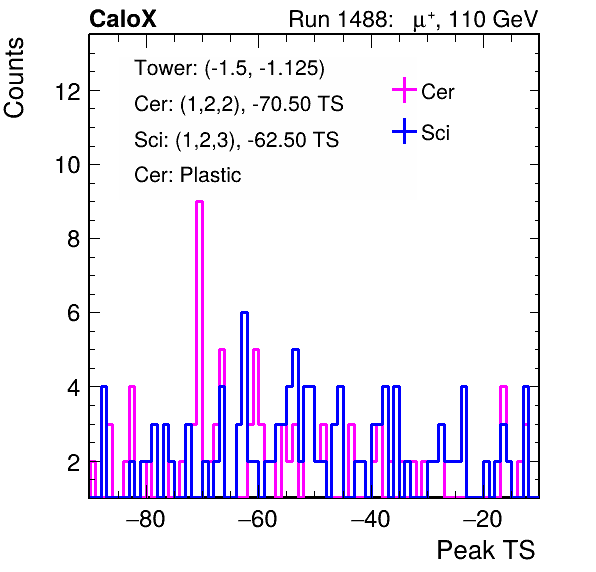 CaloX Run 1488: μ⁺, 110 GeV
Counts
Tower: (-1.5, -1.125)
Cer: (1,2,2), -70.50 TS
Sci: (1,2,3), -62.50 TS
Cer: Plastic
Cer
Sci
12
10
8
6
4
2
−80 −60 −40 −20
Peak TS